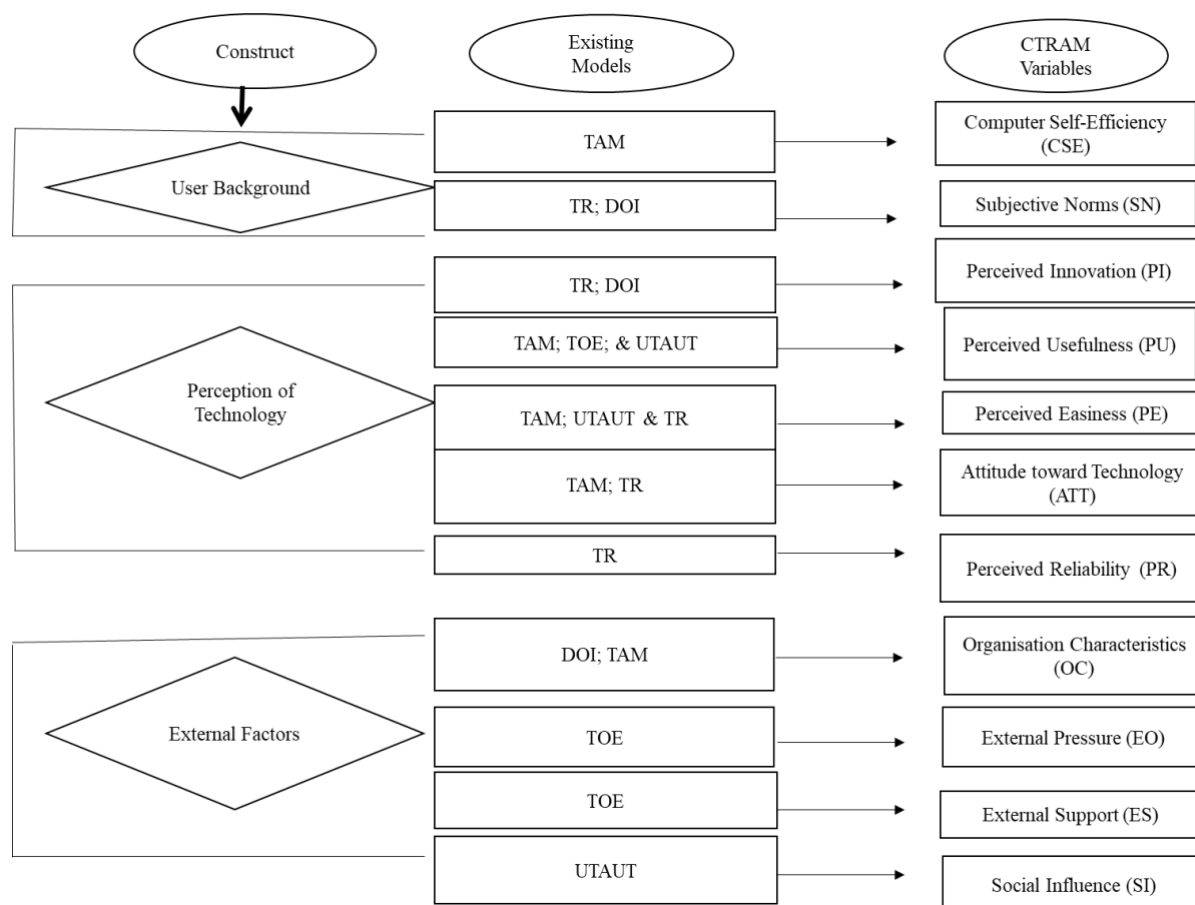 Construct
Existing
Models
CTRAM
Variables
User Background
TAM
Computer Self-Efficiency
(CSE)
TR; DOI
Subjective Norms (SN)
Perception of
Technology
TR; DOI
Perceived Innovation (PI)
TAM; TOE; & UTAUT
Perceived Usefulness (PU)
TAM; UTAUT & TR
Perceived Easiness (PE)
TAM; TR
Attitude toward Technology
(ATT)
TR
Perceived Reliability (PR)
External Factors
DOI; TAM
Organisation Characteristics
(OC)
TOE
External Pressure (EO)
TOE
External Support (ES)
UTAUT
Social Influence (SI)